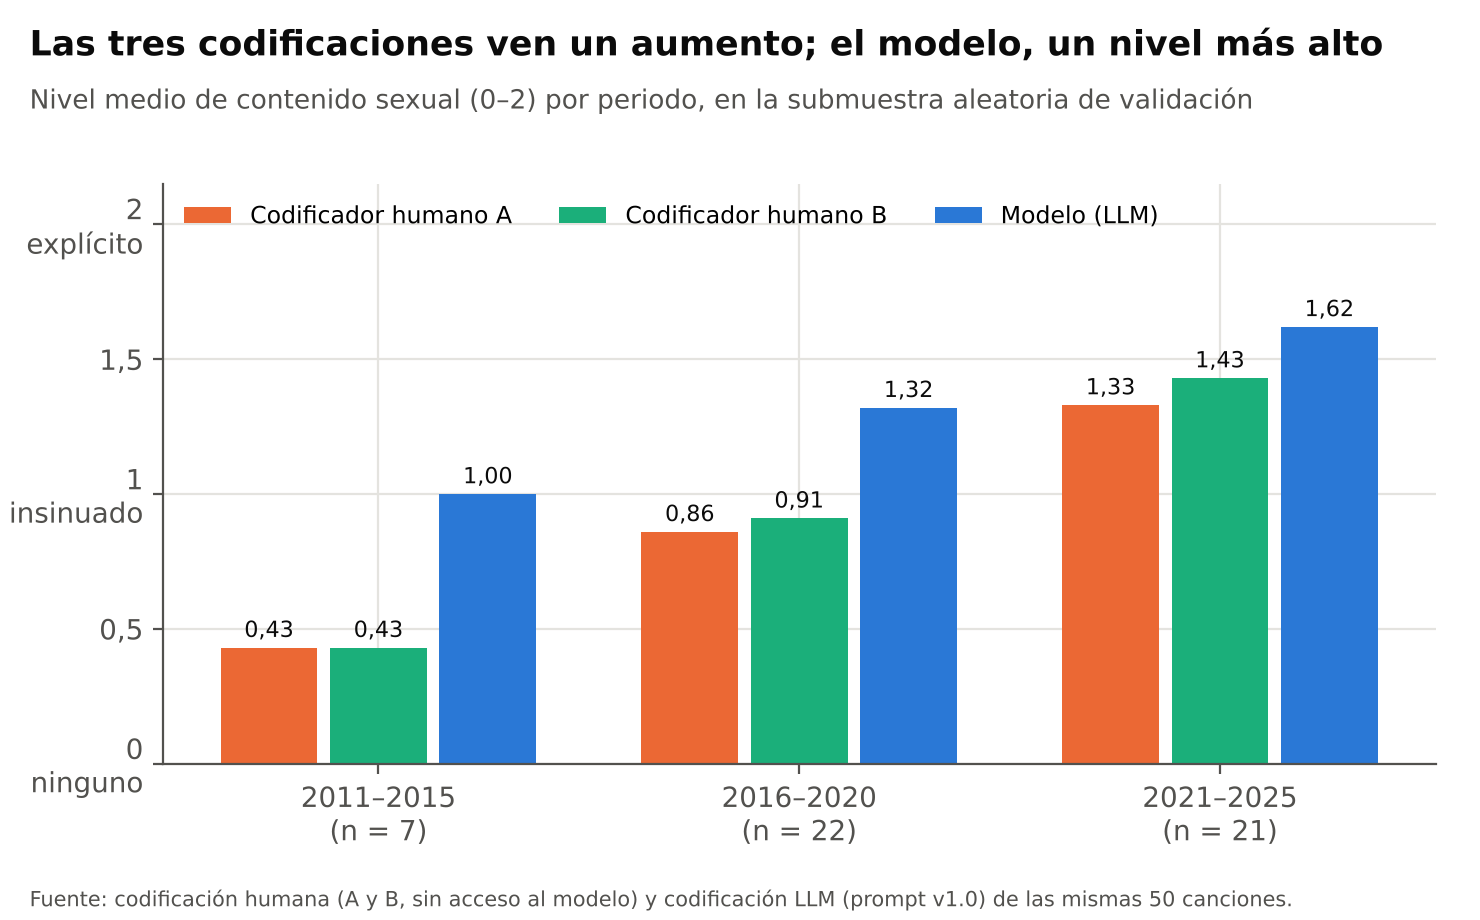 Las tres codificaciones ven un aumento; el modelo, un nivel más alto
Nivel medio de contenido sexual (0–2) por periodo, en la submuestra aleatoria de validación
Codificador humano A
Codificador humano B
Modelo (LLM)
2
explícito
1,5
1
insinuado
0,5
0
ninguno
0,43
0,43
1,00
0,86
0,91
1,32
1,33
1,43
1,62
2011–2015
(n = 7)
2016–2020
(n = 22)
2021–2025
(n = 21)
Fuente: codificación humana (A y B, sin acceso al modelo) y codificación LLM (prompt v1.0) de las mismas 50 canciones.